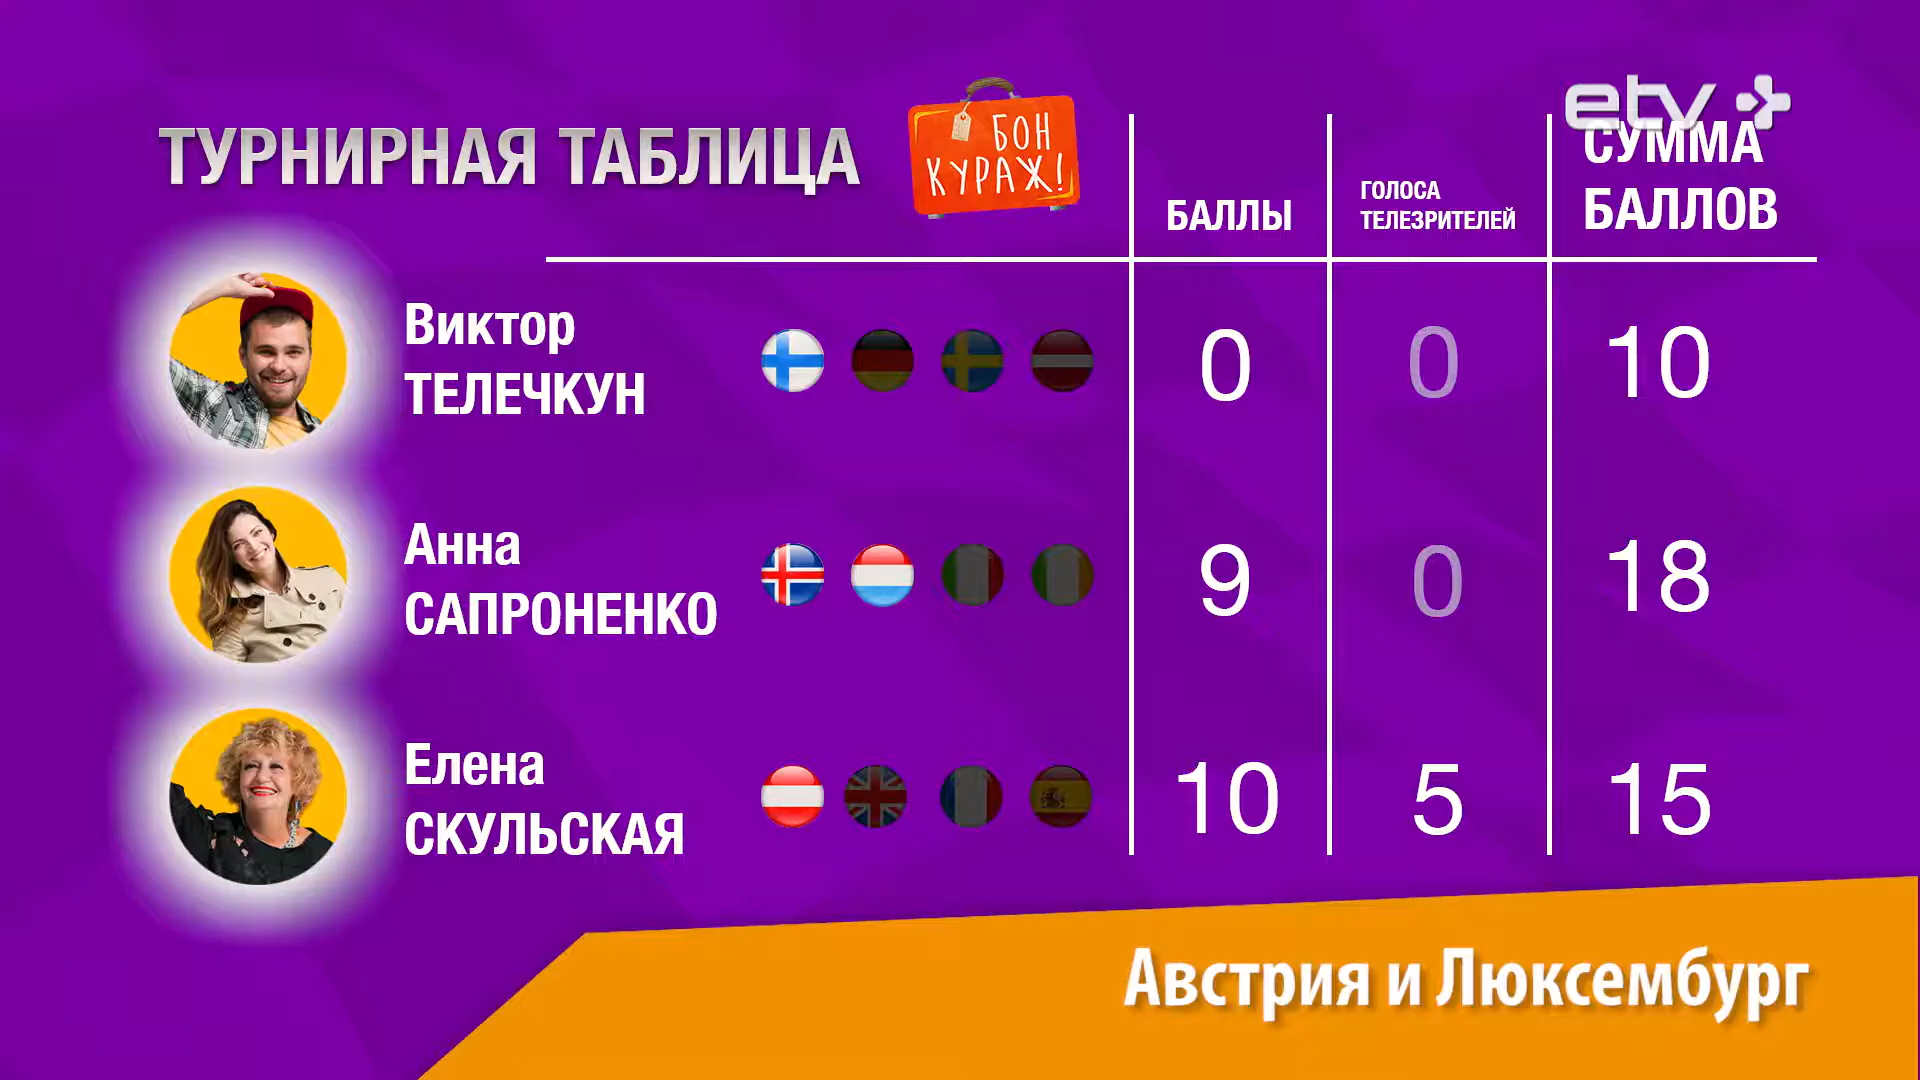 etv+
ТУРНИРНАЯ ТАБЛИЦА
БОН
КУРАЖ!
БАЛЛЫ
ГОЛОСА
ТЕЛЕЗРИТЕЛЕЙ
СУММА
БАЛЛОВ
Виктор
ТЕЛЕЧКУН
0 0 10
Анна
САПРОНЕНКО
9 0 18
Елена
СКУЛЬСКАЯ
10 5 15
Австрия и Люксембург